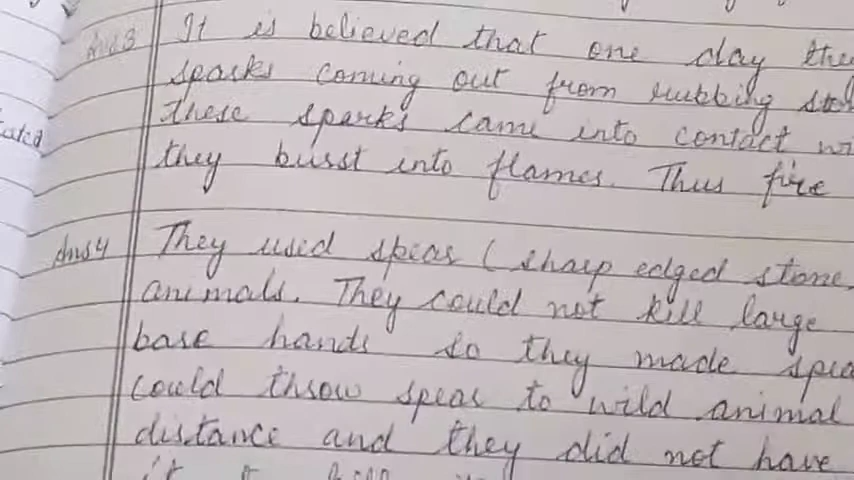 Ans3 It is believed that one day the
sparks coming out from rubbing
these sparks came into contact
they burst into flames. Thus fire
Ans4 They used spear (sharp edged stone
animals. They could not kill large
bare hands so they made
could throw spear to wild animal
distance and they did not have
it